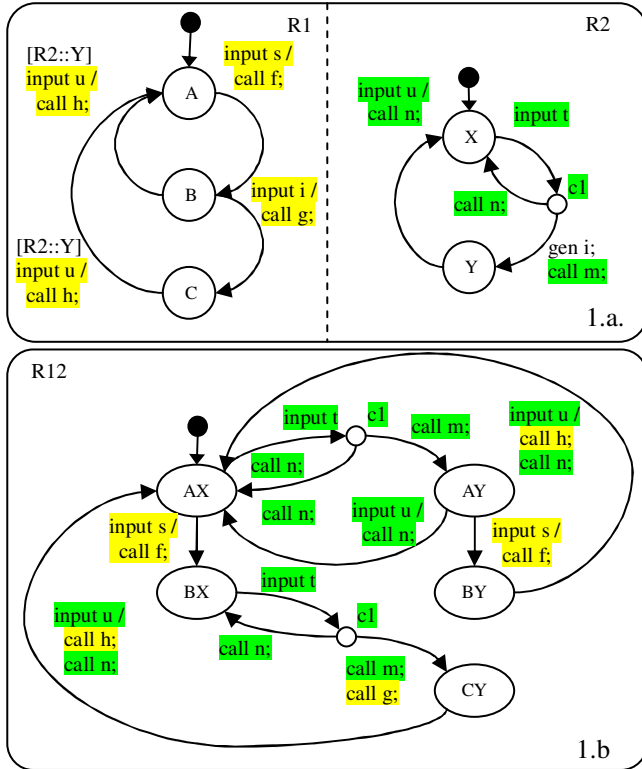 R1
R2
[R2::Y]
input u /
call h;
input s /
call f;
A
B
input i /
call g;
[R2::Y]
input u /
call h;
C
input u /
call n;
X
input t
c1
call n;
Y
gen i;
call m;
1.a.
R12
input t
c1
call m;
input u /
call h;
call n;
call n;
AX
call n;
input u /
call n;
AY
input s /
call f;
input s /
call f;
BX
input t
BY
c1
input u /
call h;
call n;
call n;
call m;
call g;
CY
1.b